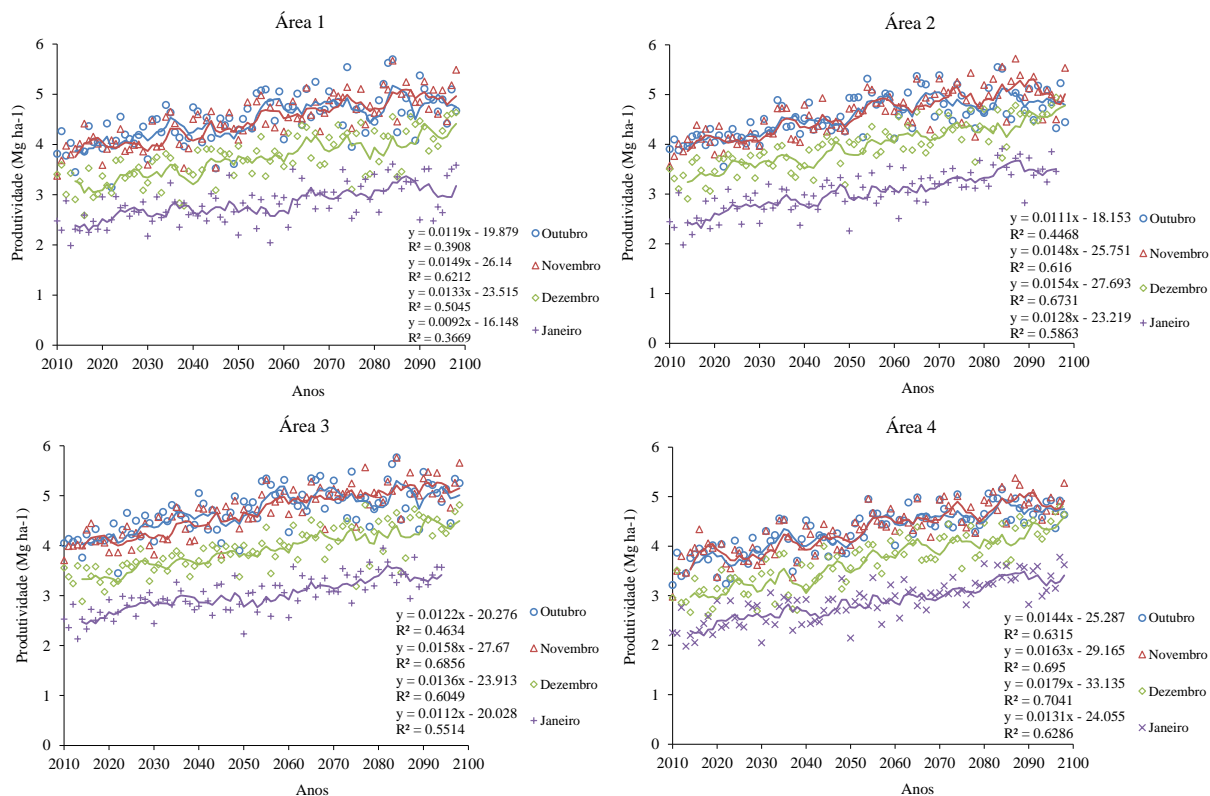 Área 1
Produtividade (Mg ha-1)
6
5
4
3
2
1
0
y = 0.0119x - 19.879
R² = 0.3908
y = 0.0149x - 26.14
R² = 0.6212
y = 0.0133x - 23.515
R² = 0.5045
y = 0.0092x - 16.148
R² = 0.3669
Outubro
Novembro
Dezembro
Janeiro
2010 2020 2030 2040 2050 2060 2070 2080 2090 2100
Anos
Área 2
Produtividade (Mg ha-1)
6
5
4
3
2
1
0
y = 0.0111x - 18.153
R² = 0.4468
y = 0.0148x - 25.751
R² = 0.616
y = 0.0154x - 27.693
R² = 0.6731
y = 0.0128x - 23.219
R² = 0.5863
Outubro
Novembro
Dezembro
Janeiro
2010 2020 2030 2040 2050 2060 2070 2080 2090 2100
Anos
Área 3
Produtividade (Mg ha-1)
6
5
4
3
2
1
0
y = 0.0122x - 20.276
R² = 0.4634
y = 0.0158x - 27.67
R² = 0.6856
y = 0.0136x - 23.913
R² = 0.6049
y = 0.0112x - 20.028
R² = 0.5514
Outubro
Novembro
Dezembro
Janeiro
2010 2020 2030 2040 2050 2060 2070 2080 2090 2100
Anos
Área 4
Produtividade (Mg ha-1)
6
5
4
3
2
1
0
y = 0.0144x - 25.287
R² = 0.6315
y = 0.0163x - 29.165
R² = 0.695
y = 0.0179x - 33.135
R² = 0.7041
y = 0.0131x - 24.055
R² = 0.6286
Outubro
Novembro
Dezembro
Janeiro
2010 2020 2030 2040 2050 2060 2070 2080 2090 2100
Anos